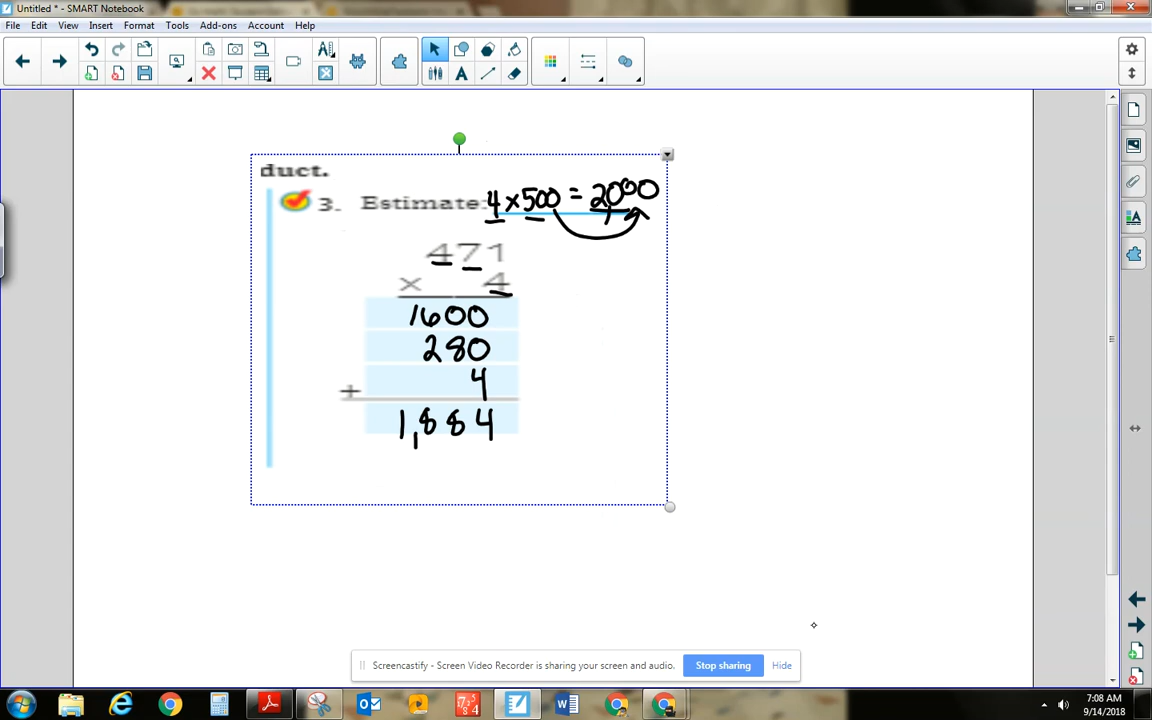 Untitled * - SMART Notebook
File Edit View Insert Format Tools Add-ons Account Help
duct.
3. Estimate: 4 × 500 = 2000
471
× 4
1600
280
+ 4
1,884
Screencastify - Screen Video Recorder is sharing your screen and audio. Stop sharing Hide
7:08 AM
9/14/2018